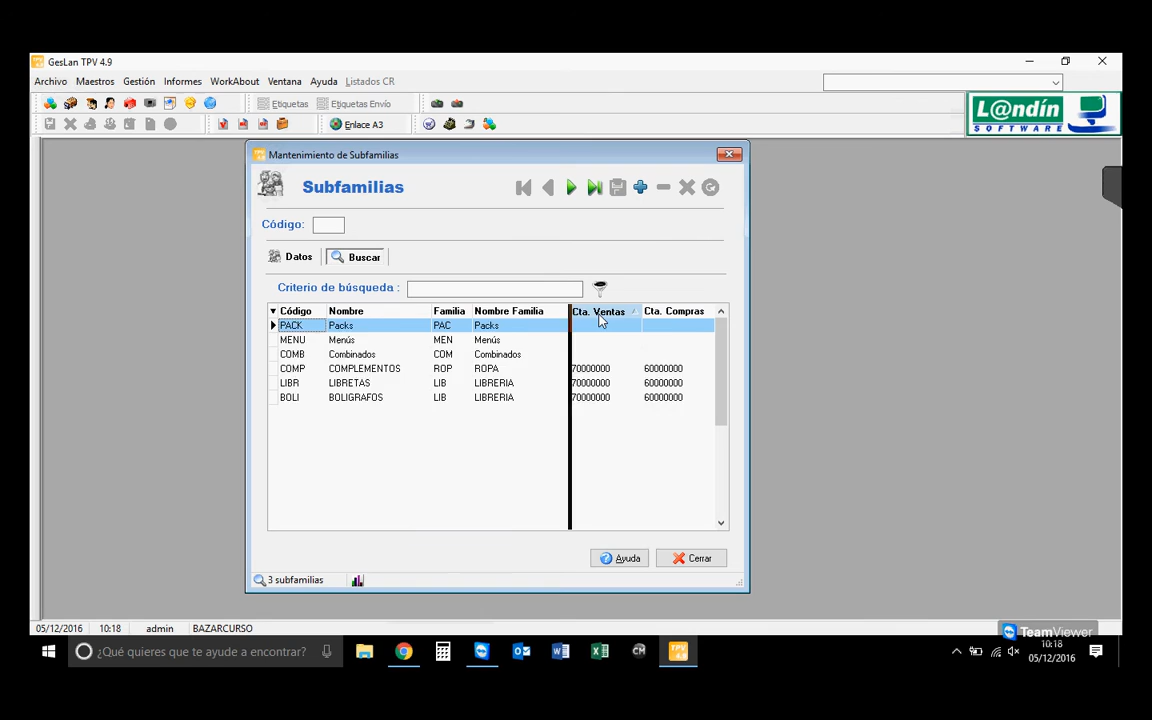 GesLan TPV 4.9
Archivo Maestros Gestión Informes WorkAbout Ventana Ayuda Listados CR
Etiquetas Etiquetas Envío
Enlace A3
L@ndín
SOFTWARE
Mantenimiento de Subfamilias
Subfamilias
Código:
Datos Buscar
Criterio de búsqueda :
Código Nombre Familia Nombre Familia Cta. Ventas Cta. Compras
PACK Packs PAC Packs
MENU Menús MEN Menús
COMB Combinados COM Combinados
COMP COMPLEMENTOS ROP ROPA 70000000 60000000
LIBR LIBRETAS LIB LIBRERIA 70000000 60000000
BOLI BOLIGRAFOS LIB LIBRERIA 70000000 60000000
Ayuda Cerrar
3 subfamilias
05/12/2016 10:18 admin BAZARCURSO
TeamViewer
¿Qué quieres que te ayude a encontrar?
TPV
4.9
10:18
05/12/2016